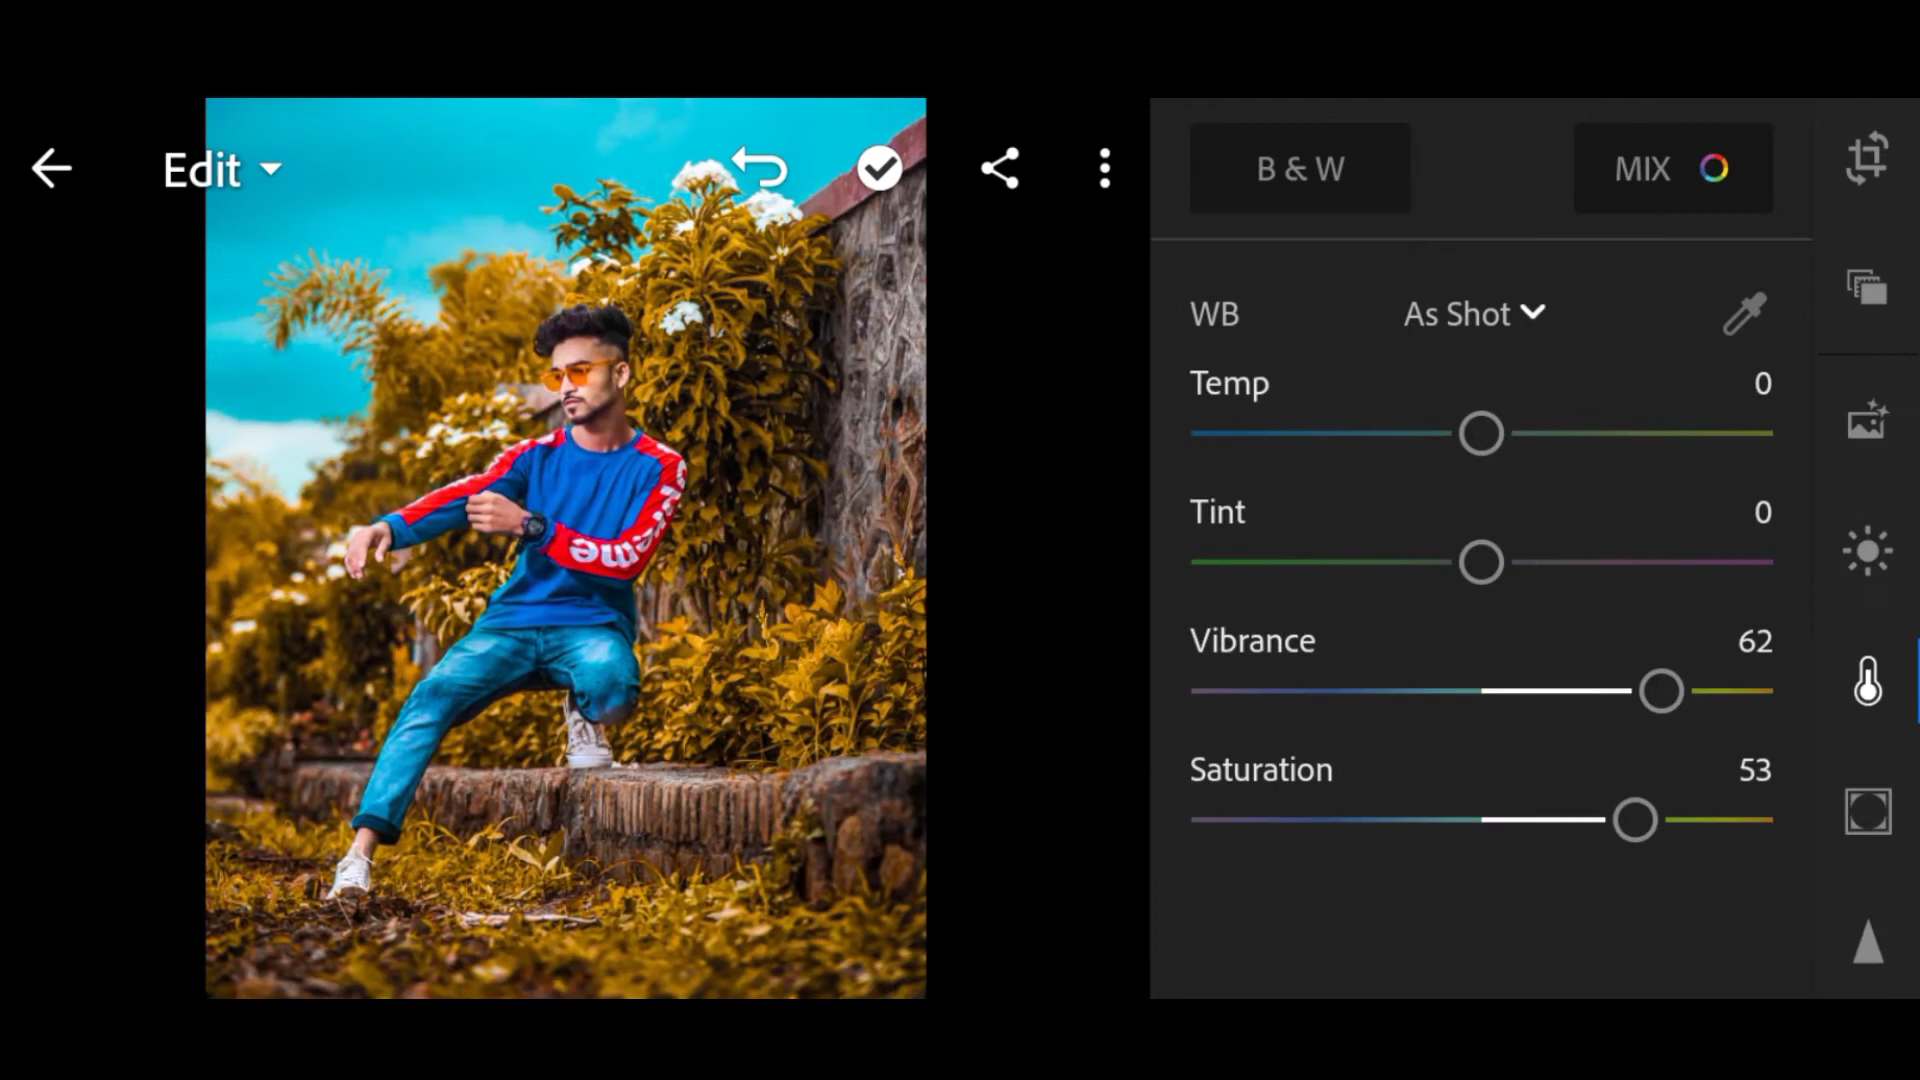 Edit
B & W
MIX
WB
As Shot
Temp
0
Tint
0
Vibrance
62
Saturation
53